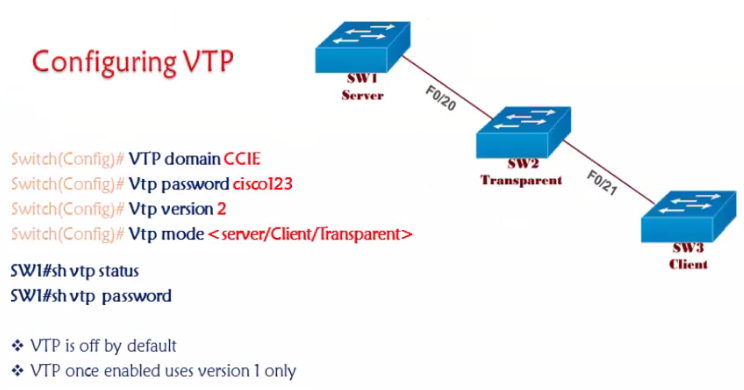 Configuring VTP
SW1
Server
F0/20
SW2
Transparent
F0/21
SW3
Client
Switch(Config)# VTP domain CCIE
Switch(Config)# Vtp password cisco123
Switch(Config)# Vtp version 2
Switch(Config)# Vtp mode <server/Client/Transparent>
SW1#sh vtp status
SW1#sh vtp password
❖ VTP is off by default
❖ VTP once enabled uses version 1 only